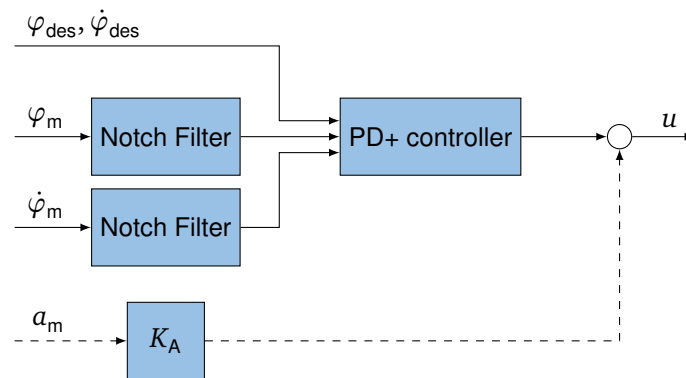 φdes, φ̇des
φm Notch Filter PD+ controller u
φ̇m Notch Filter
am KA